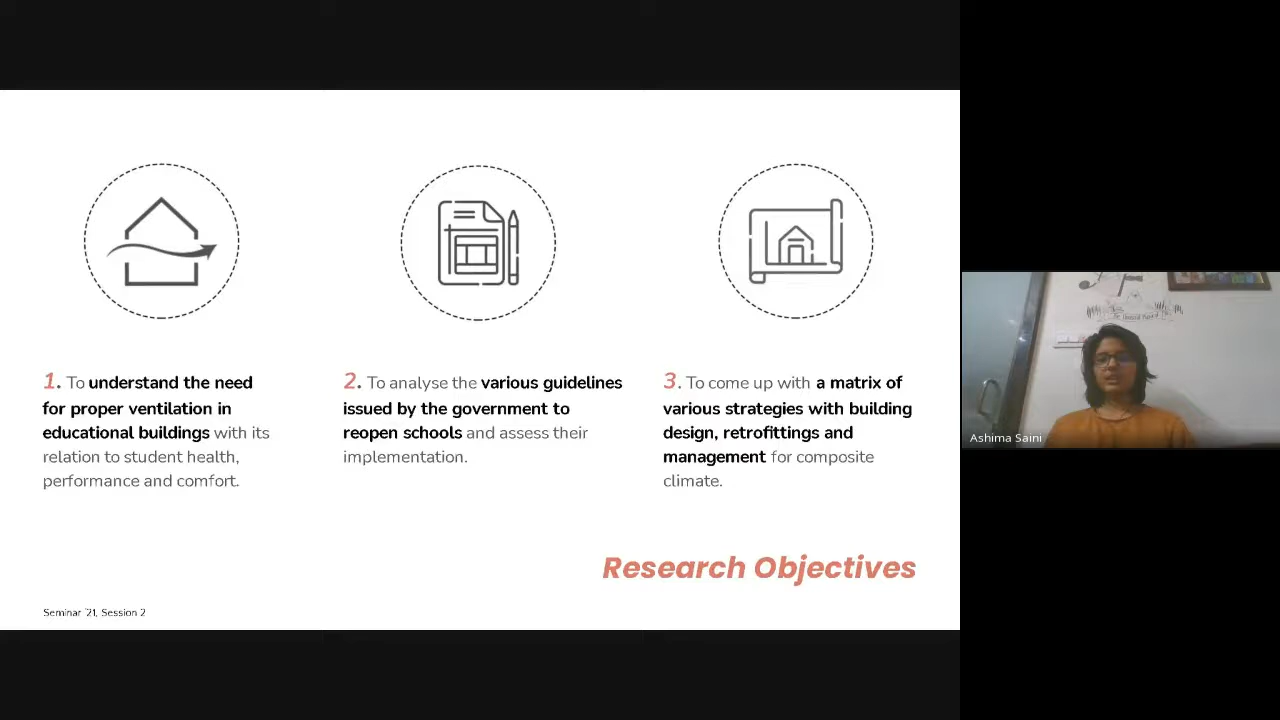 1. To understand the need
for proper ventilation in
educational buildings with its
relation to student health,
performance and comfort.
2. To analyse the various guidelines
issued by the government to
reopen schools and assess their
implementation.
3. To come up with a matrix of
various strategies with building
design, retrofittings and
management for composite
climate.
Research Objectives
Seminar '21, Session 2
Ashima Saini